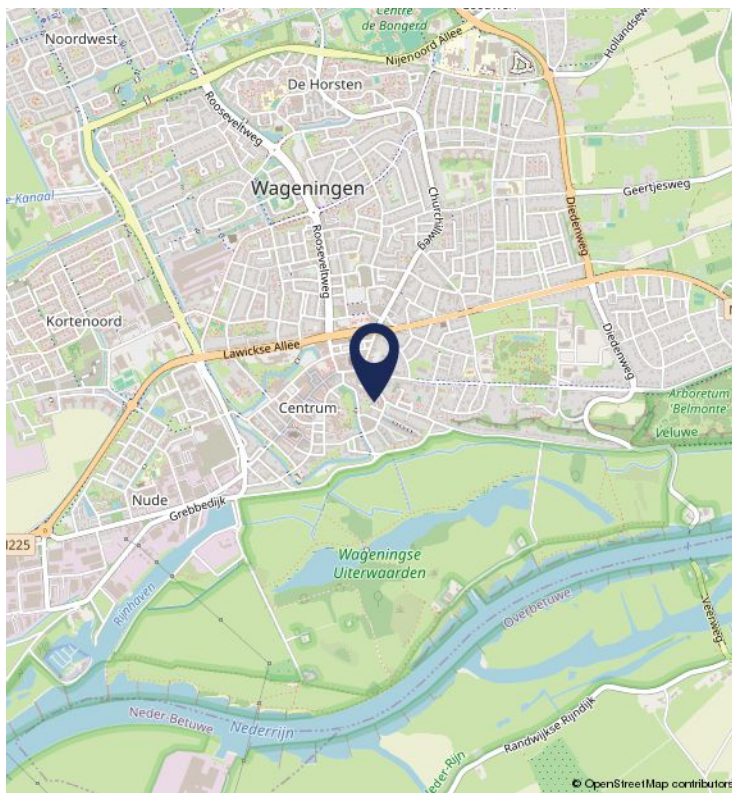 Centre
de Bongerd
Noordwest
Nijenoord Allee
Hollandsew
De Horsten
Rooseveltweg
Wageningen
Geertjesweg
e-Kanaal
Churchillweg
Diedenweg
Rooseveltweg
Kortenoord
N
Lawickse Allee
Diedenweg
Centrum
Arboretum
'Belmonte'
Veluwe
Nude
Grebbedijk
N225
Wageningse
Uiterwaarden
Rijnhaven
Overbetuwe
Veerweg
Neder-Betuwe
Nederrijn
Randwijkse Rijndijk
eder-Rijn
© OpenStreetMap contributors